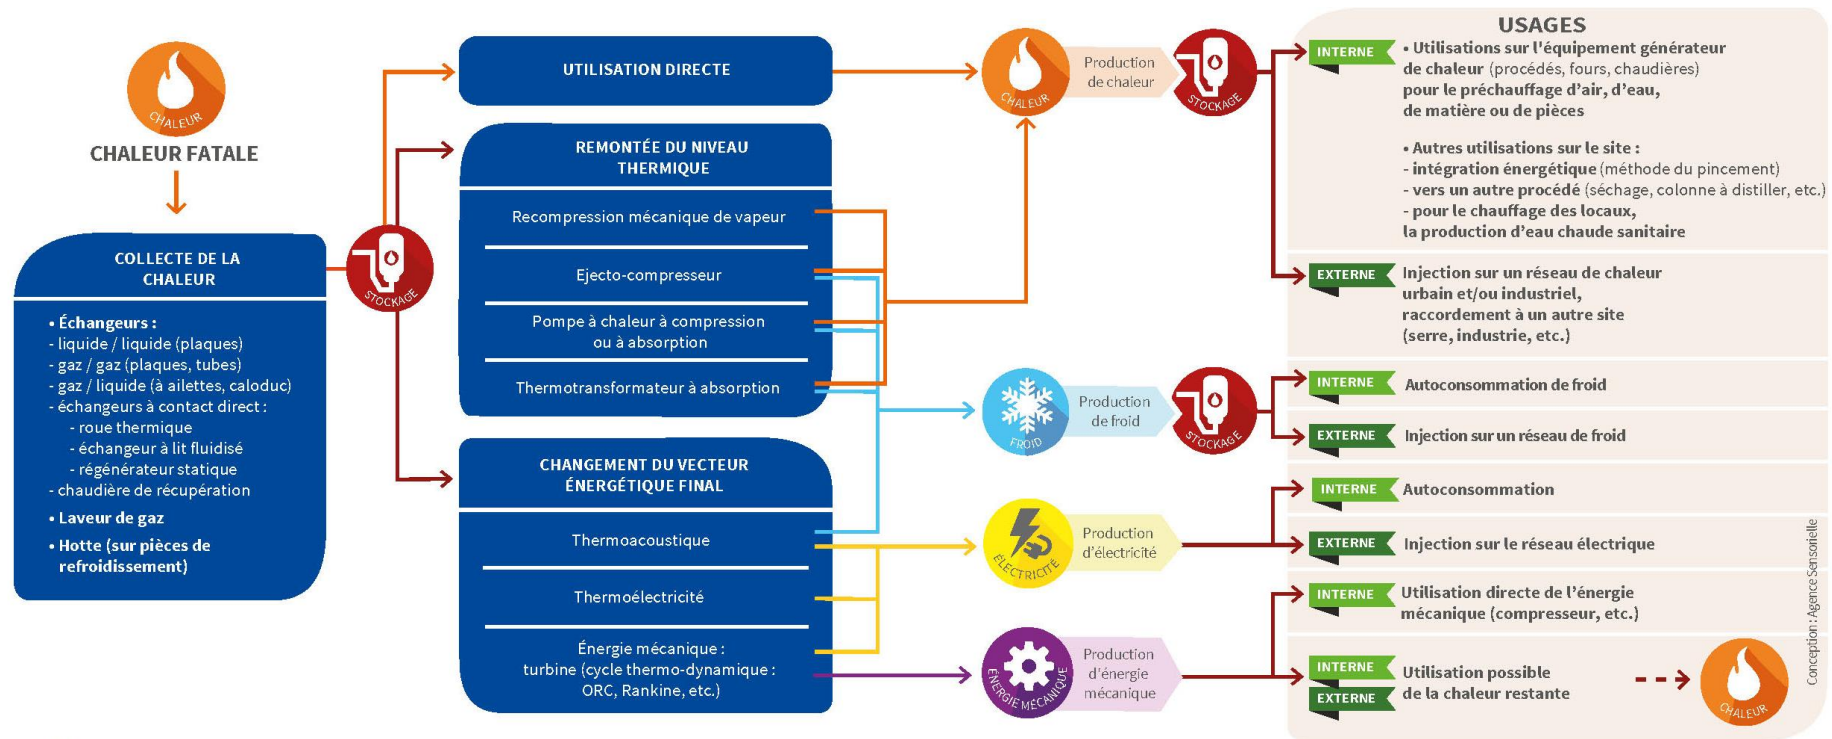 CHALEUR
CHALEUR FATALE
COLLECTE DE LA
CHALEUR
• Échangeurs :
- liquide / liquide (plaques)
- gaz / gaz (plaques, tubes)
- gaz / liquide (à ailettes, caloduc)
- échangeurs à contact direct :
- roue thermique
- échangeur à lit fluidisé
- régénérateur statique
- chaudière de récupération
• Laveur de gaz
• Hotte (sur pièces de
refroidissement)
STOCKAGE
UTILISATION DIRECTE
REMONTÉE DU NIVEAU
THERMIQUE
Recompression mécanique de vapeur
Ejecto-compresseur
Pompe à chaleur à compression
ou à absorption
Thermotransformateur à absorption
CHANGEMENT DU VECTEUR
ÉNERGÉTIQUE FINAL
Thermoacoustique
Thermoélectricité
Énergie mécanique :
turbine (cycle thermo-dynamique :
ORC, Rankine, etc.)
CHALEUR
Production
de chaleur
STOCKAGE
FROID
Production
de froid
STOCKAGE
ÉLECTRICITÉ
Production
d'électricité
ÉNERGIE MÉCANIQUE
Production
d'énergie
mécanique
USAGES
INTERNE
• Utilisations sur l'équipement générateur
de chaleur (procédés, fours, chaudières)
pour le préchauffage d'air, d'eau,
de matière ou de pièces
• Autres utilisations sur le site :
- intégration énergétique (méthode du pincement)
- vers un autre procédé (séchage, colonne à distiller, etc.)
- pour le chauffage des locaux,
la production d'eau chaude sanitaire
EXTERNE
Injection sur un réseau de chaleur
urbain et/ou industriel,
raccordement à un autre site
(serre, industrie, etc.)
INTERNE
Autoconsommation de froid
EXTERNE
Injection sur un réseau de froid
INTERNE
Autoconsommation
EXTERNE
Injection sur le réseau électrique
INTERNE
Utilisation directe de l'énergie
mécanique (compresseur, etc.)
INTERNE
EXTERNE
Utilisation possible
de la chaleur restante
CHALEUR
Conception : Agence Sensorielle